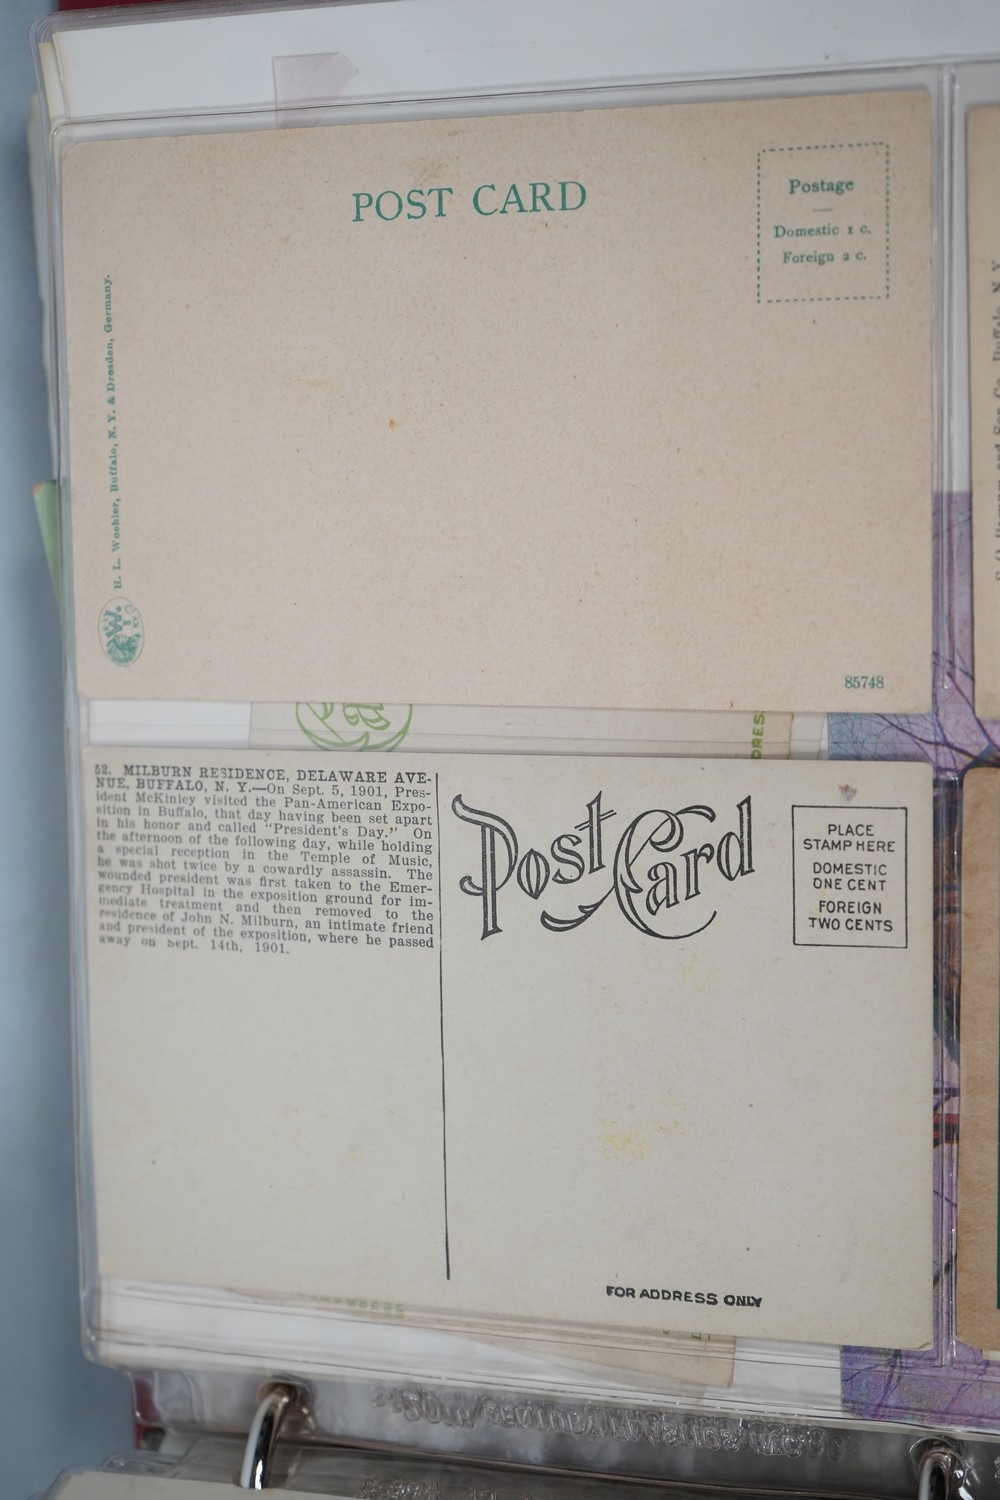 POST CARD
Postage
Domestic 1 c.
Foreign 2 c.
H. L. Woehler, Buffalo, N. Y. & Dresden, Germany.
85748
52. MILBURN RESIDENCE, DELAWARE AVE-
NUE, BUFFALO, N. Y.—On Sept. 5, 1901, Pres-
ident McKinley visited the Pan-American Expo-
sition in Buffalo, that day having been set apart
in his honor and called "President's Day." On
the afternoon of the following day, while holding
a special reception in the Temple of Music,
he was shot twice by a cowardly assassin. The
wounded president was first taken to the Emer-
gency Hospital in the exposition ground for im-
mediate treatment and then removed to the
residence of John N. Milburn, an intimate friend
and president of the exposition, where he passed
away on Sept. 14th, 1901.
Post Card
PLACE
STAMP HERE
DOMESTIC
ONE CENT
FOREIGN
TWO CENTS
FOR ADDRESS ONLY